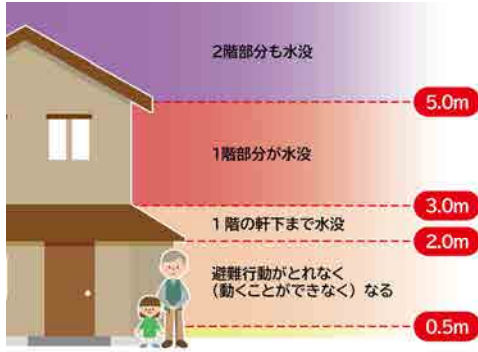 2階部分も水没
5.0m
1階部分が水没
3.0m
1階の軒下まで水没
2.0m
避難行動がとれなく
（動くことができなく）なる
0.5m